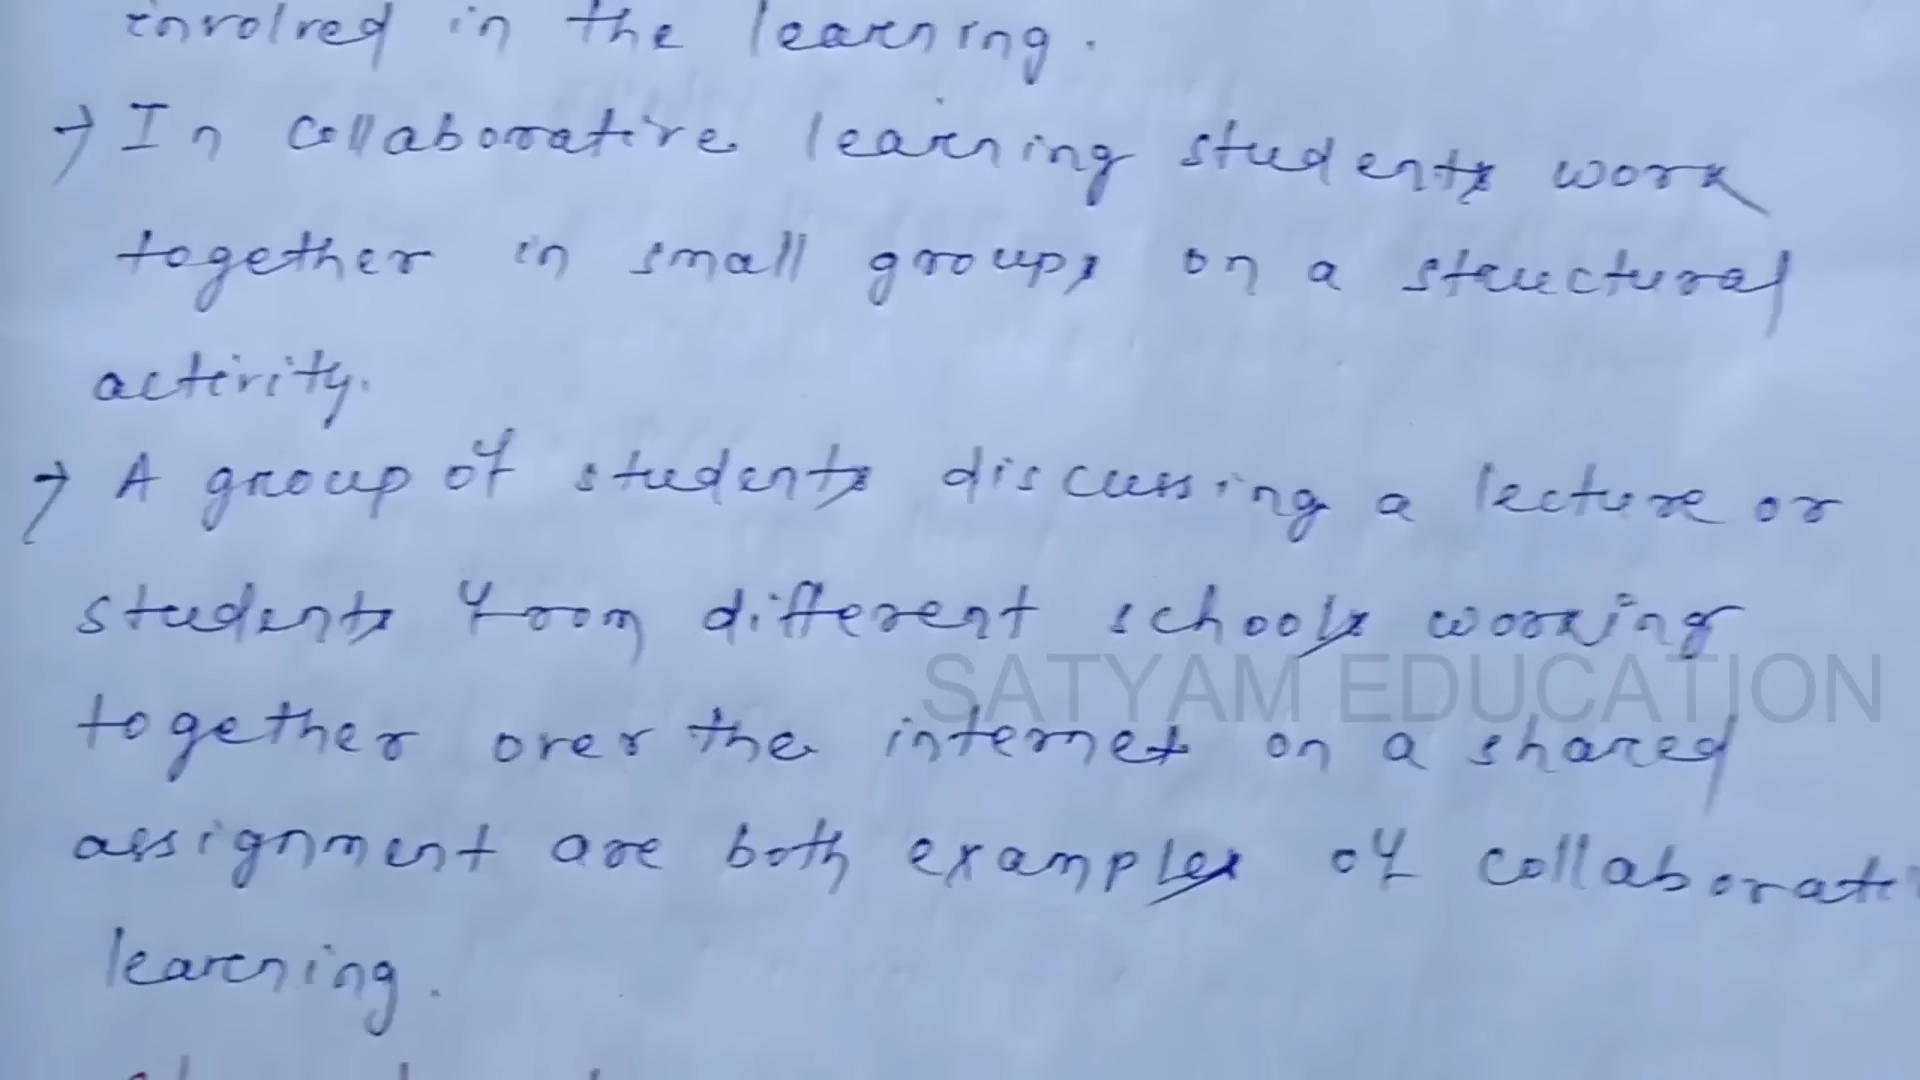 involved in the learning.
→ In collaborative learning students work
together in small groups on a structural
activity.
→ A group of students discussing a lecture or
students from different schools working
SATYAM EDUCATION
together over the internet on a shared
assignment are both examples of collaborati
learning.